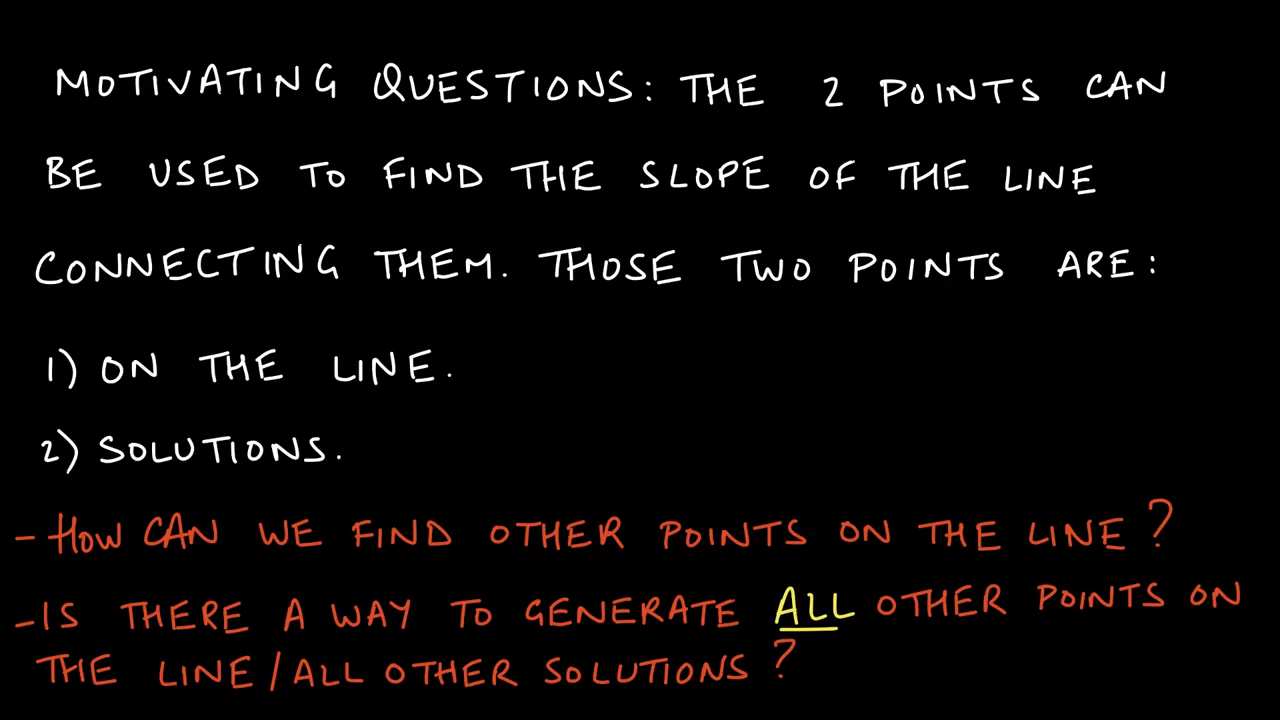 MOTIVATING QUESTIONS: THE 2 POINTS CAN
BE USED TO FIND THE SLOPE OF THE LINE
CONNECTING THEM. THOSE TWO POINTS ARE:
1) ON THE LINE.
2) SOLUTIONS.
- HOW CAN WE FIND OTHER POINTS ON THE LINE?
- IS THERE A WAY TO GENERATE ALL OTHER POINTS ON
THE LINE/ALL OTHER SOLUTIONS?